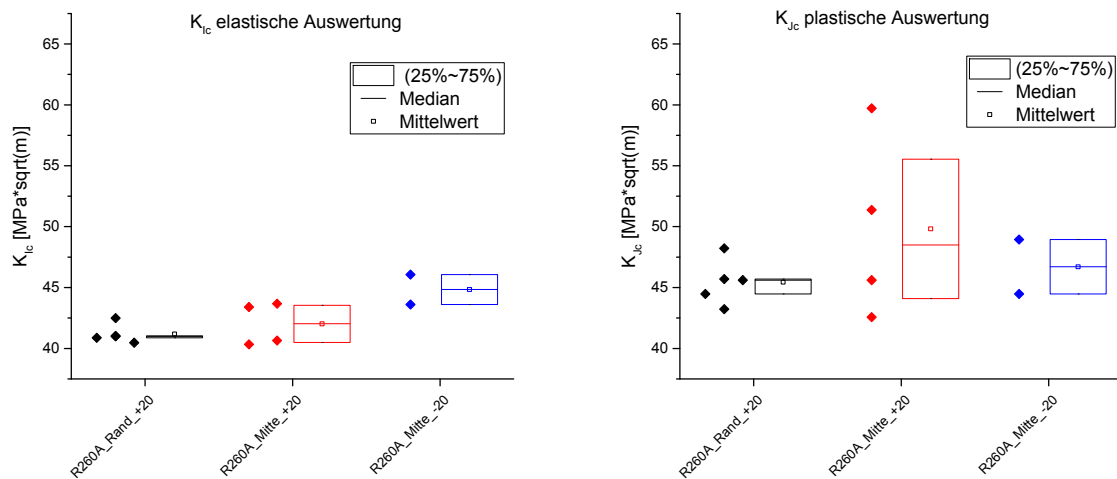 K_Ic elastische Auswertung
65
60
55
50
45
40
K_Ic [MPa*sqrt(m)]
(25%~75%)
Median
Mittelwert
R260A_Rand_+20
R260A_Mitte_+20
R260A_Mitte_-20
K_Jc plastische Auswertung
65
60
55
50
45
40
K_Jc [MPa*sqrt(m)]
(25%~75%)
Median
Mittelwert
R260A_Rand_+20
R260A_Mitte_+20
R260A_Mitte_-20